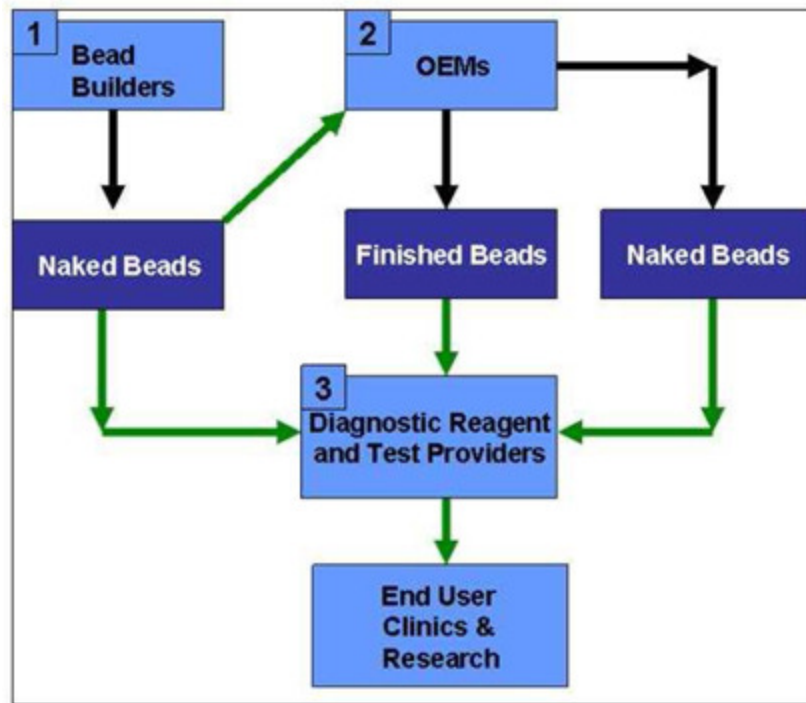 1
Bead
Builders
2
OEMs
Naked Beads
Finished Beads
Naked Beads
3
Diagnostic Reagent
and Test Providers
End User
Clinics &
Research